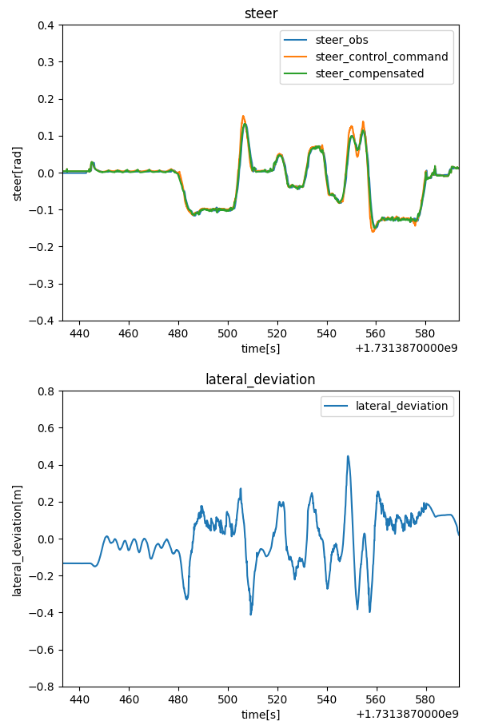 steer
0.4
0.3
0.2
0.1
0.0
−0.1
−0.2
−0.3
−0.4
steer[rad]
steer_obs
steer_control_command
steer_compensated
440 460 480 500 520 540 560 580
time[s]
+1.7313870000e9
lateral_deviation
0.8
0.6
0.4
0.2
0.0
−0.2
−0.4
−0.6
−0.8
lateral_deviation[m]
lateral_deviation
440 460 480 500 520 540 560 580
time[s]
+1.7313870000e9